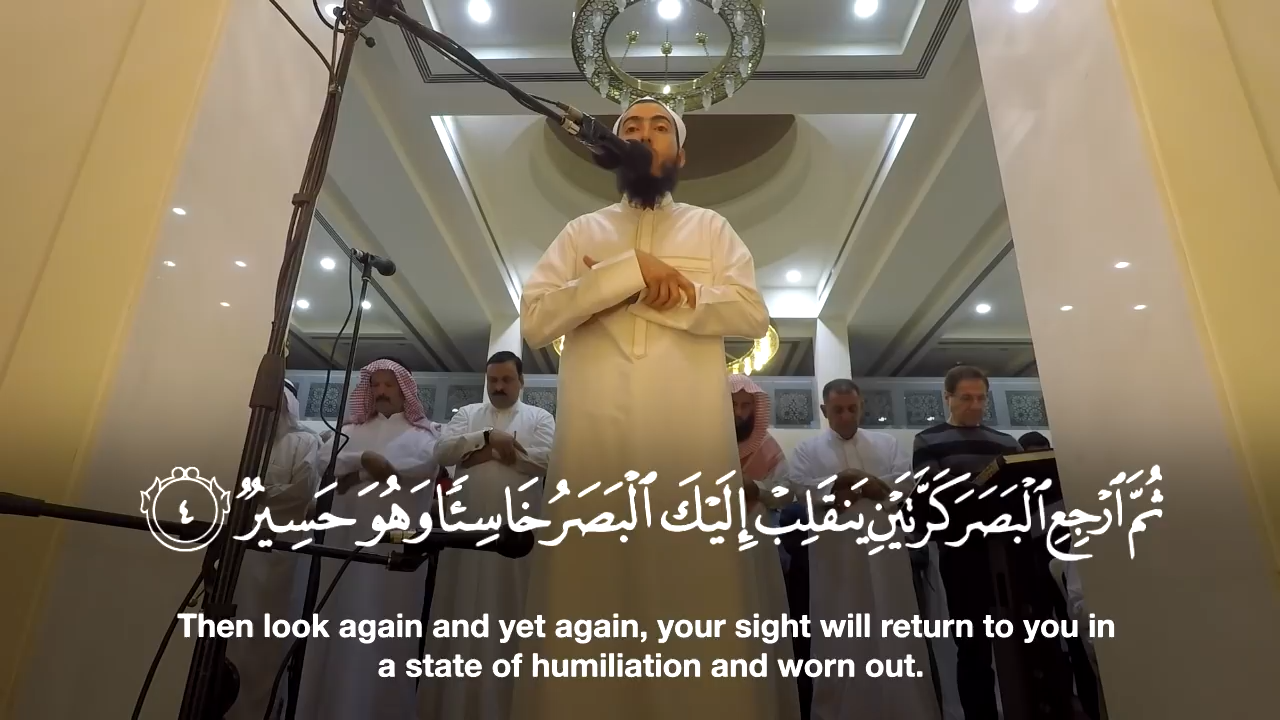 ثُمَّ ٱرْجِعِ ٱلْبَصَرَ كَرَّتَيْنِ يَنقَلِبْ إِلَيْكَ ٱلْبَصَرُ خَاسِئًا وَهُوَ حَسِيرٌ ٤
Then look again and yet again, your sight will return to you in
a state of humiliation and worn out.